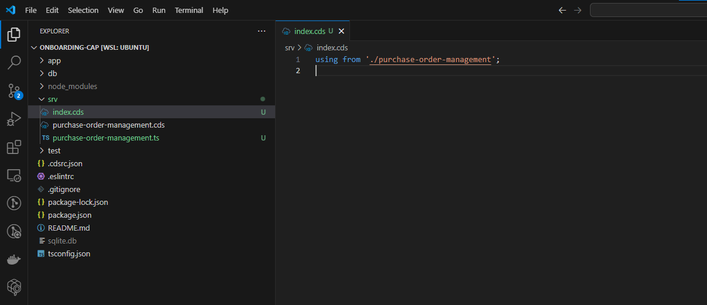 File Edit Selection View Go Run Terminal Help
EXPLORER
ONBOARDING-CAP [WSL: UBUNTU]
app
db
node_modules
srv
index.cds U
purchase-order-management.cds
TS purchase-order-management.ts U
test
{} .cdsrc.json
.eslintrc
.gitignore
{} package-lock.json
{} package.json
README.md
sqlite.db
tsconfig.json
2
index.cds U
srv > index.cds
1 using from './purchase-order-management';
2